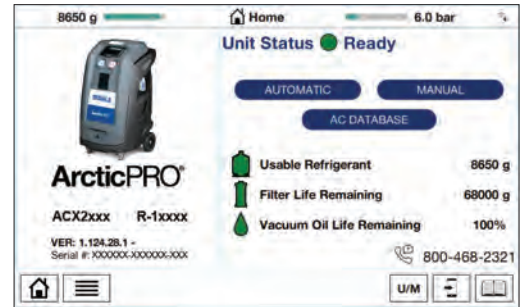 8650 g Home 6.0 bar
Unit Status Ready
AUTOMATIC MANUAL
AC DATABASE
ArcticPRO®
Usable Refrigerant 8650 g
Filter Life Remaining 68000 g
Vacuum Oil Life Remaining 100%
ACX2xxx R-1xxxx
VER: 1.124.28.1 -
Serial #: XXXXXX-XXXXXX-XXX
800-468-2321
U/M